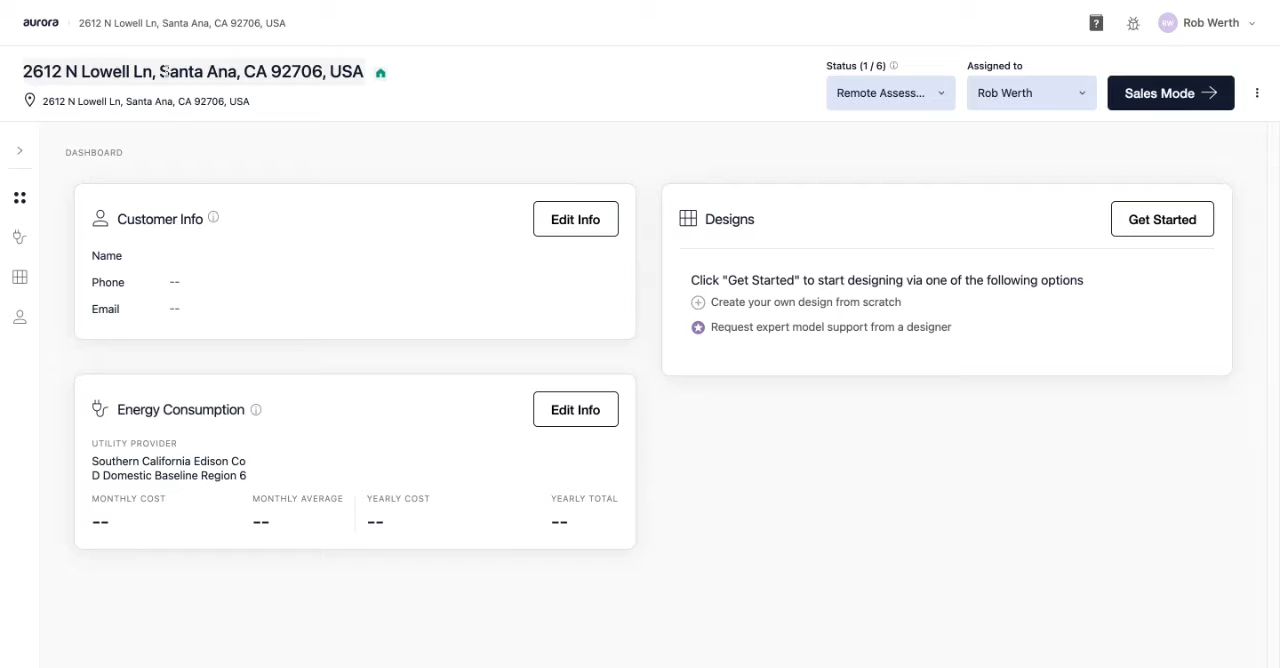 aurora 2612 N Lowell Ln, Santa Ana, CA 92706, USA
? RW Rob Werth
2612 N Lowell Ln, Santa Ana, CA 92706, USA
2612 N Lowell Ln, Santa Ana, CA 92706, USA
Status (1 / 6)
Remote Assess...
Assigned to
Rob Werth
Sales Mode
DASHBOARD
Customer Info
Edit Info
Name
Phone --
Email --
Designs
Get Started
Click "Get Started" to start designing via one of the following options
Create your own design from scratch
Request expert model support from a designer
Energy Consumption
Edit Info
UTILITY PROVIDER
Southern California Edison Co
D Domestic Baseline Region 6
MONTHLY COST MONTHLY AVERAGE YEARLY COST YEARLY TOTAL
-- -- -- --